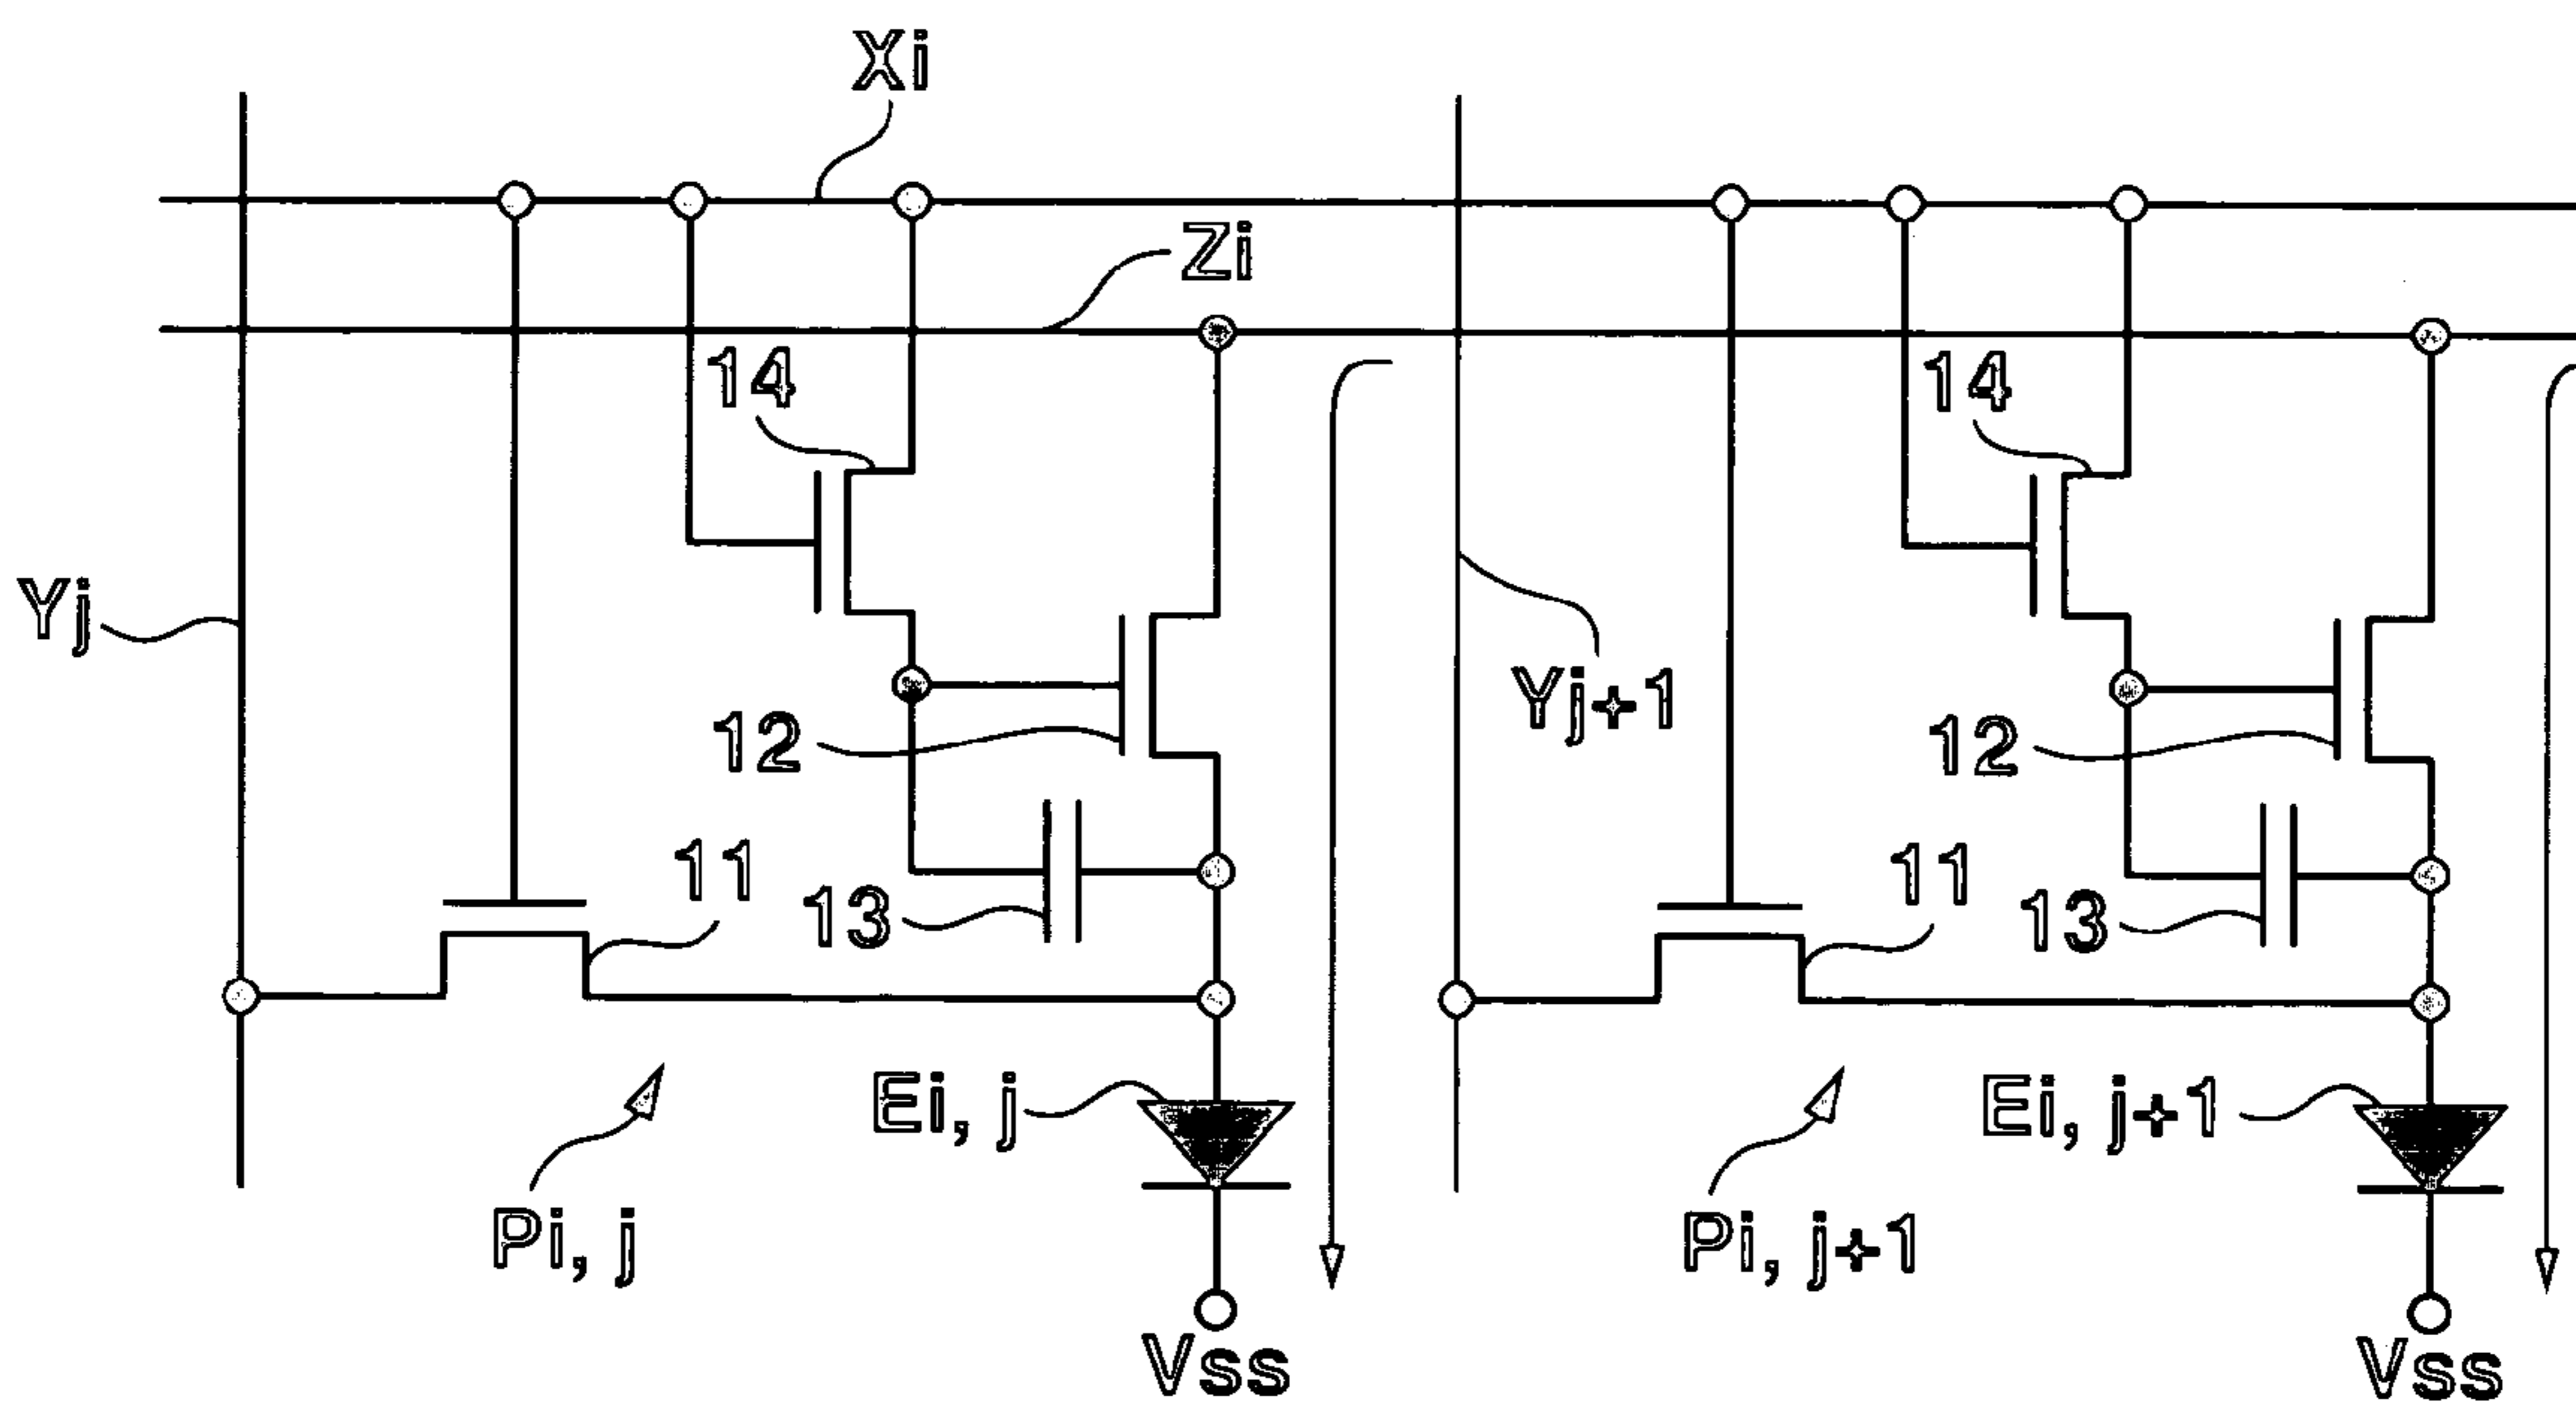 Xi
Zi
14
14
Yj
Yj+1
12
12
11
11
13
13
Ei, j
Ei, j+1
Pi, j
Pi, j+1
Vss
Vss